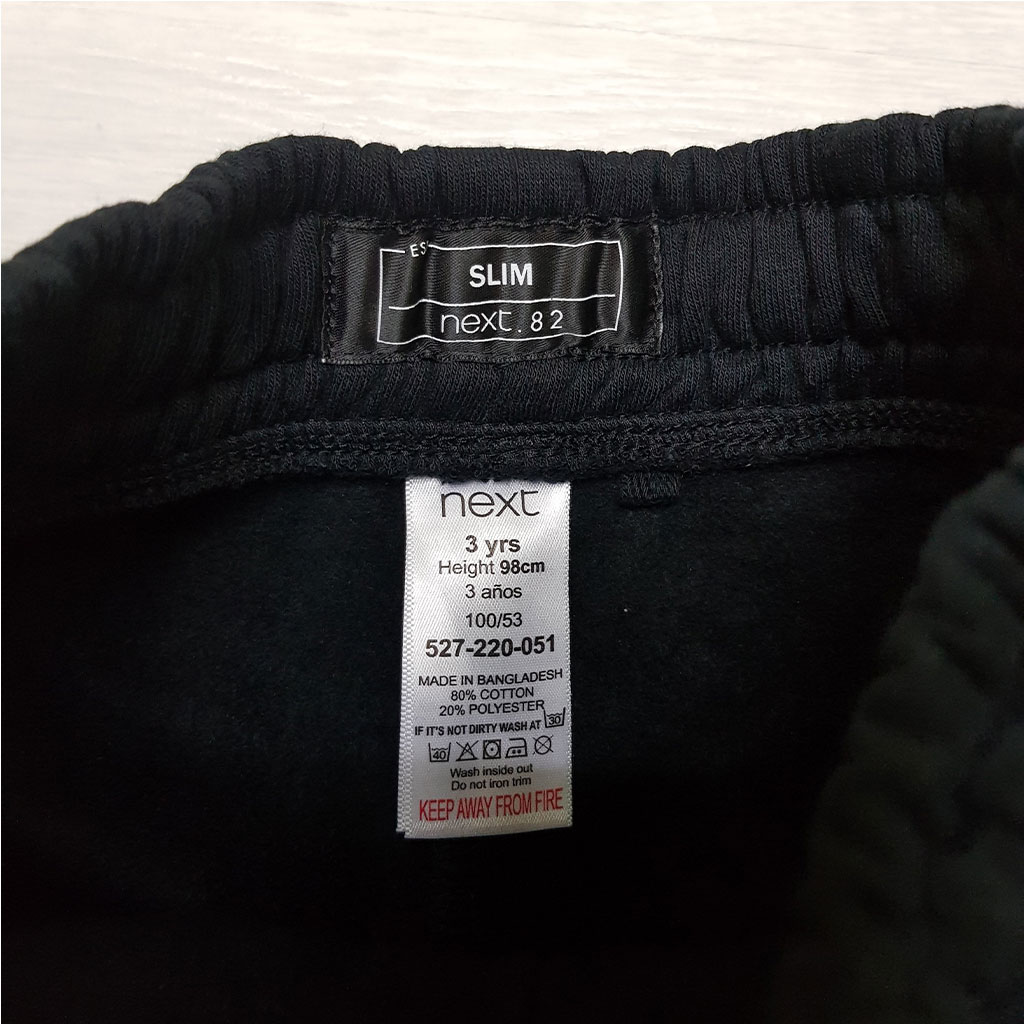 ES
SLIM
next.82
next
3 yrs
Height 98cm
3 años
100/53
527-220-051
MADE IN BANGLADESH
80% COTTON
20% POLYESTER
IF IT'S NOT DIRTY WASH AT 30
40
Wash inside out
Do not iron trim
KEEP AWAY FROM FIRE